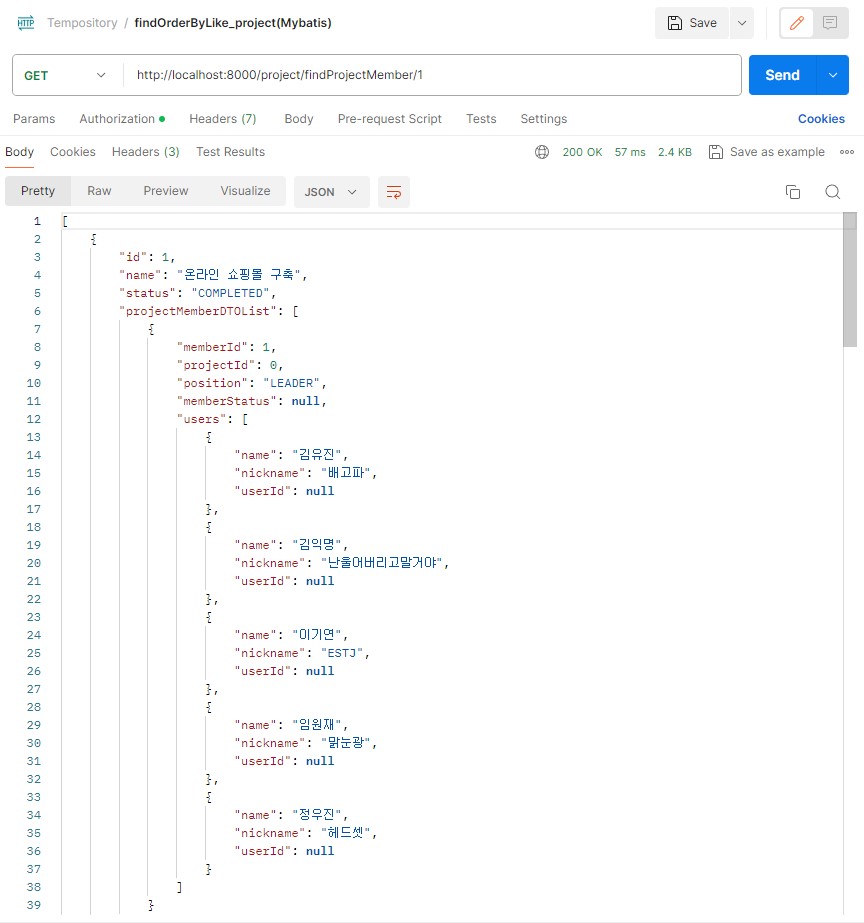 HTTP Tempository / findOrderByLike_project(Mybatis) Save
GET http://localhost:8000/project/findProjectMember/1 Send
Params Authorization Headers (7) Body Pre-request Script Tests Settings Cookies
Body Cookies Headers (3) Test Results 200 OK 57 ms 2.4 KB Save as example
Pretty Raw Preview Visualize JSON
1 [
2 {
3 "id": 1,
4 "name": "온라인 쇼핑몰 구축",
5 "status": "COMPLETED",
6 "projectMemberDTOList": [
7 {
8 "memberId": 1,
9 "projectId": 0,
10 "position": "LEADER",
11 "memberStatus": null,
12 "users": [
13 {
14 "name": "김유진",
15 "nickname": "배고파",
16 "userId": null
17 },
18 {
19 "name": "김익명",
20 "nickname": "난울어버리고말거야",
21 "userId": null
22 },
23 {
24 "name": "이기연",
25 "nickname": "ESTJ",
26 "userId": null
27 },
28 {
29 "name": "임원재",
30 "nickname": "맑눈광",
31 "userId": null
32 },
33 {
34 "name": "정우진",
35 "nickname": "헤드셋",
36 "userId": null
37 }
38 ]
39 }